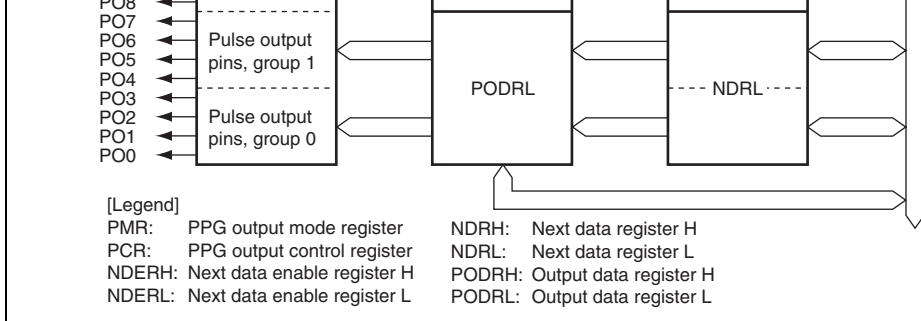 PO8
PO7
PO6
PO5
PO4
PO3
PO2
PO1
PO0
Pulse output
pins, group 1
Pulse output
pins, group 0
PODRL
NDRL
[Legend]
PMR: PPG output mode register
PCR: PPG output control register
NDERH: Next data enable register H
NDERL: Next data enable register L
NDRH: Next data register H
NDRL: Next data register L
PODRH: Output data register H
PODRL: Output data register L